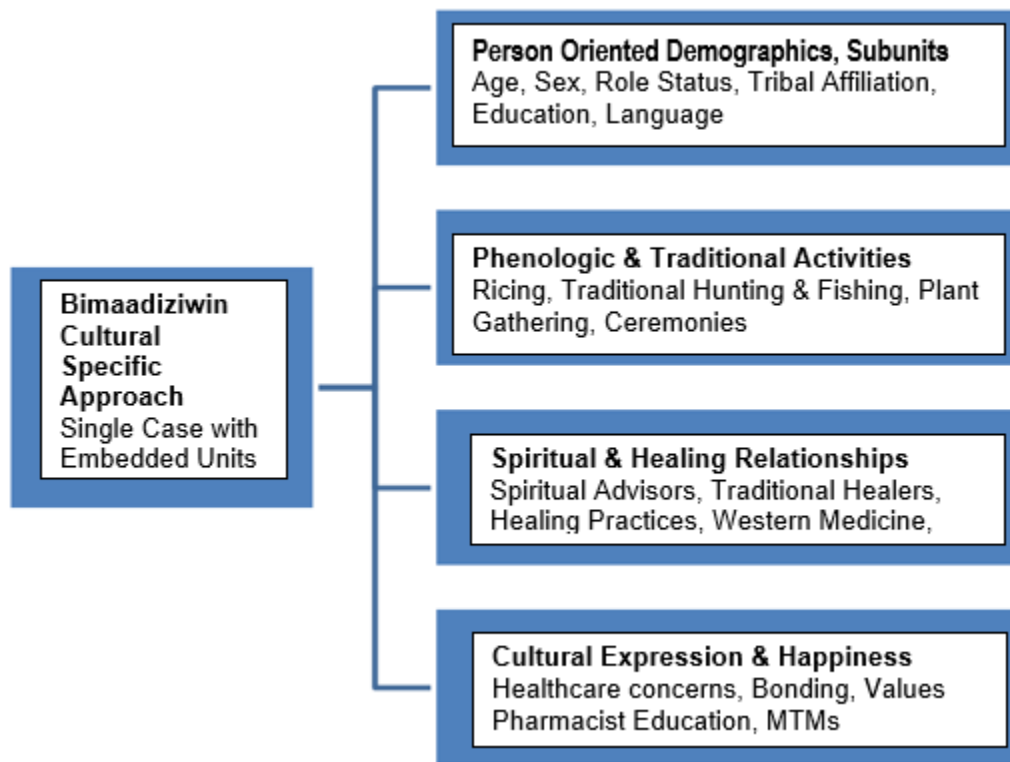 Person Oriented Demographics, Subunits
Age, Sex, Role Status, Tribal Affiliation,
Education, Language
Phenologic & Traditional Activities
Ricing, Traditional Hunting & Fishing, Plant
Gathering, Ceremonies
Bimaadiziwin
Cultural
Specific
Approach
Single Case with
Embedded Units
Spiritual & Healing Relationships
Spiritual Advisors, Traditional Healers,
Healing Practices, Western Medicine,
Cultural Expression & Happiness
Healthcare concerns, Bonding, Values
Pharmacist Education, MTMs